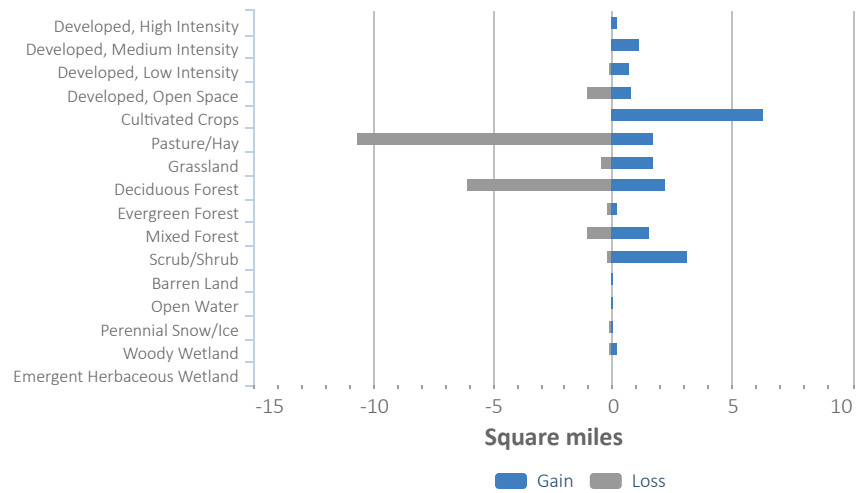 Developed, High Intensity
Developed, Medium Intensity
Developed, Low Intensity
Developed, Open Space
Cultivated Crops
Pasture/Hay
Grassland
Deciduous Forest
Evergreen Forest
Mixed Forest
Scrub/Shrub
Barren Land
Open Water
Perennial Snow/Ice
Woody Wetland
Emergent Herbaceous Wetland
-15 -10 -5 0 5 10
Square miles
Gain Loss